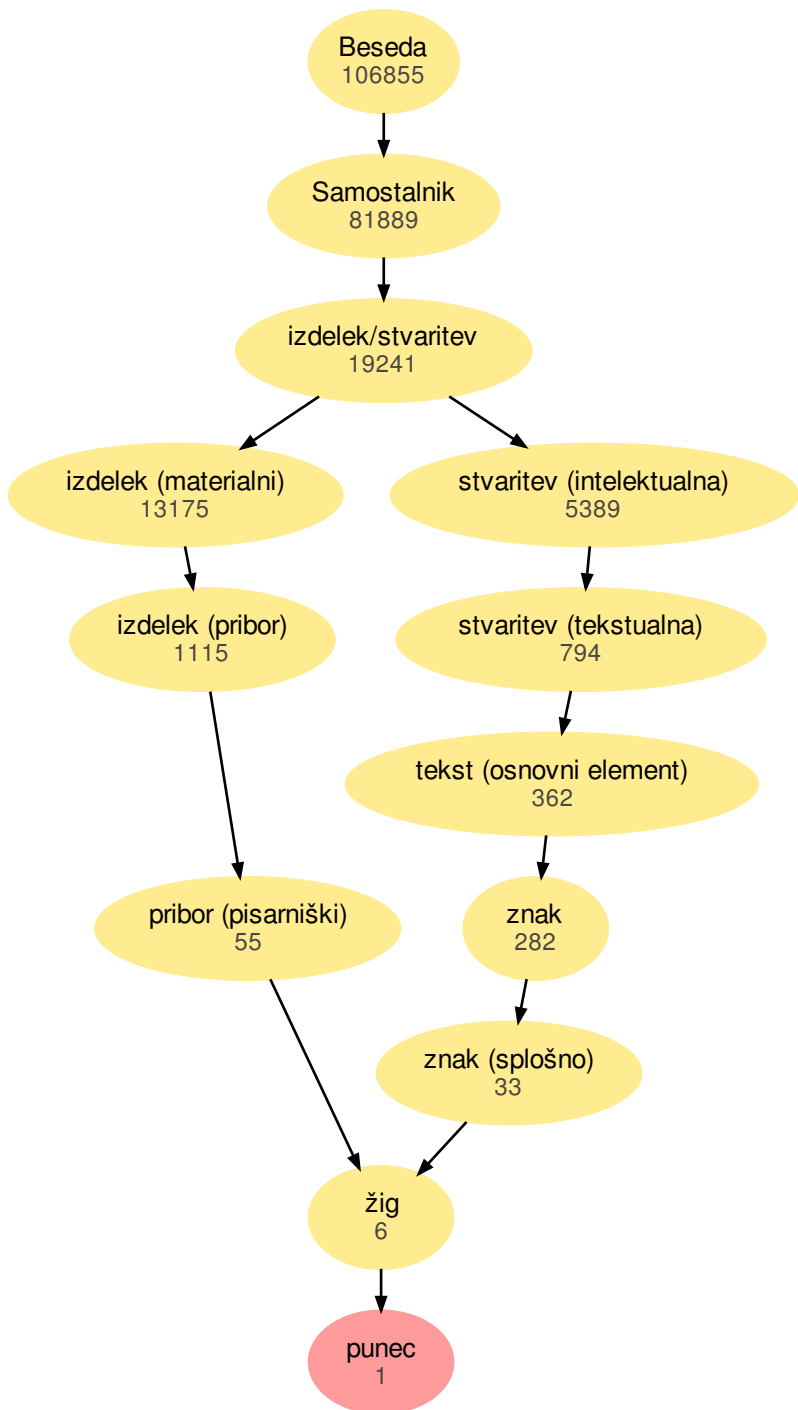 Beseda
106855
Samostalnik
81889
izdelek/stvaritev
19241
izdelek (materialni)
13175
stvaritev (intelektualna)
5389
izdelek (pribor)
1115
stvaritev (tekstualna)
794
tekst (osnovni element)
362
pribor (pisarniški)
55
znak
282
znak (splošno)
33
žig
6
punec
1